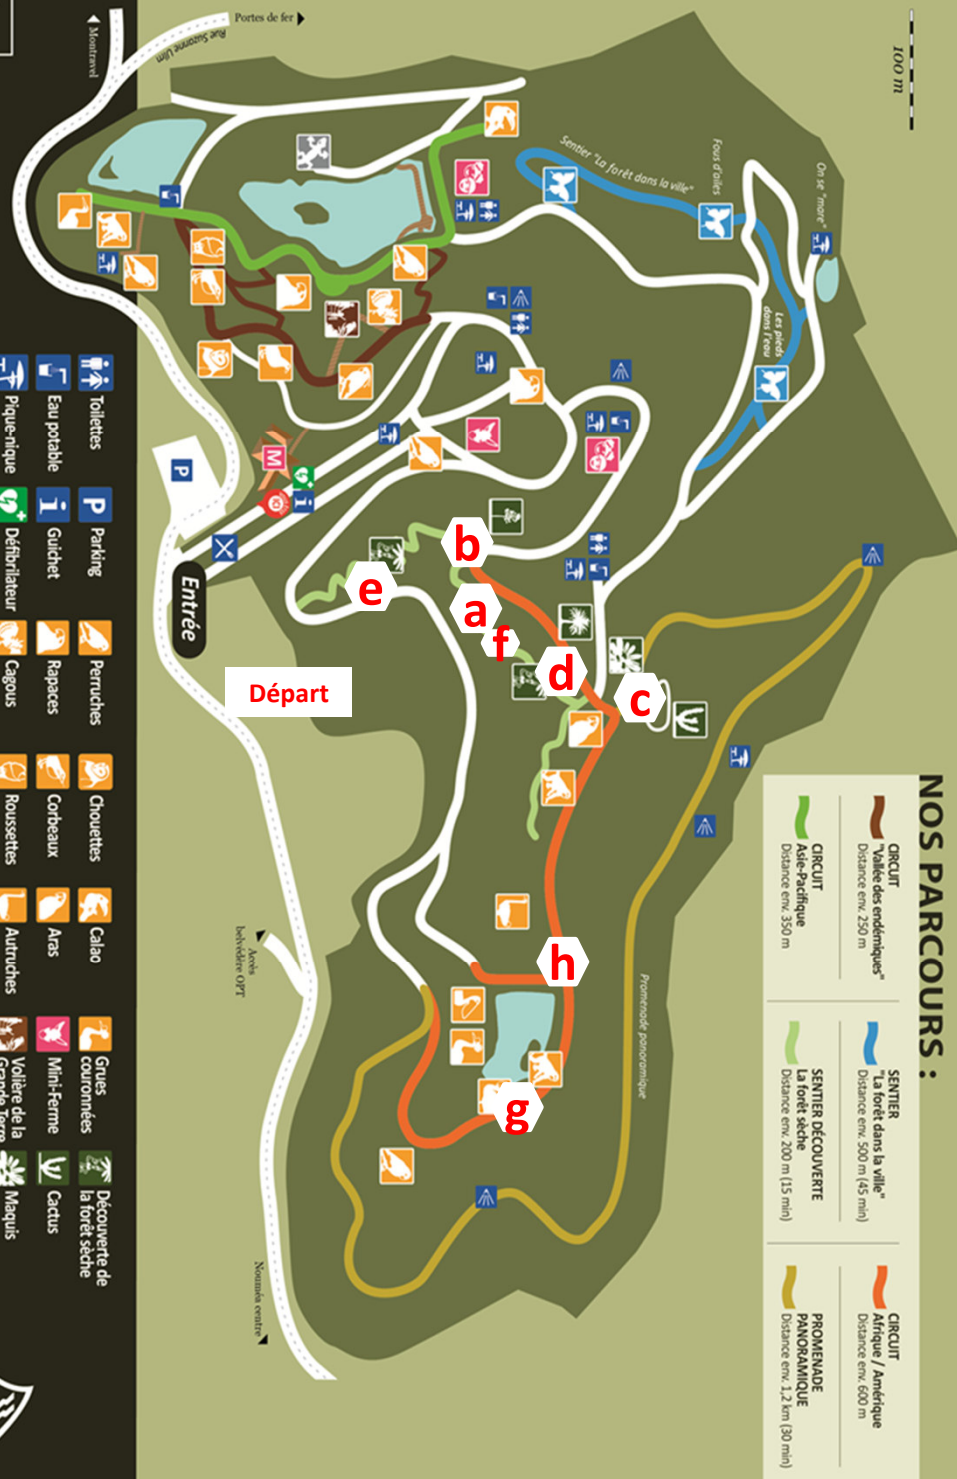 NOS PARCOURS :
CIRCUIT
"Vallée des endémiques"
Distance env. 250 m
SENTIER
"La forêt dans la ville"
Distance env. 500 m (45 min)
CIRCUIT
Afrique / Amérique
Distance env. 600 m
CIRCUIT
Asie-Pacifique
Distance env. 350 m
SENTIER DÉCOUVERTE
La forêt sèche
Distance env. 200 m (15 min)
PROMENADE
PANORAMIQUE
Distance env. 1,2 km (30 min)
100 m
On se "mare"
Fous d'ailes
Sentier "La forêt dans la ville"
Les pieds
dans l'eau
Promenade panoramique
Portes de fer
Rue Suzanne Ulm
Montravel
M
i
P
Entrée
Départ
b
e
a
f
d
c
h
g
Accès
belvédère OPT
Nouméa centre
Toilettes
P
Parking
Perruches
Chouettes
Calao
Grues
couronnées
Découverte de
la forêt sèche
Eau potable
i
Guichet
Rapaces
Corbeaux
Aras
Mini-Ferme
Cactus
Pique-nique
Défibrilateur
Cagous
Roussettes
Autruches
Volière de la
Grande Terre
Maquis